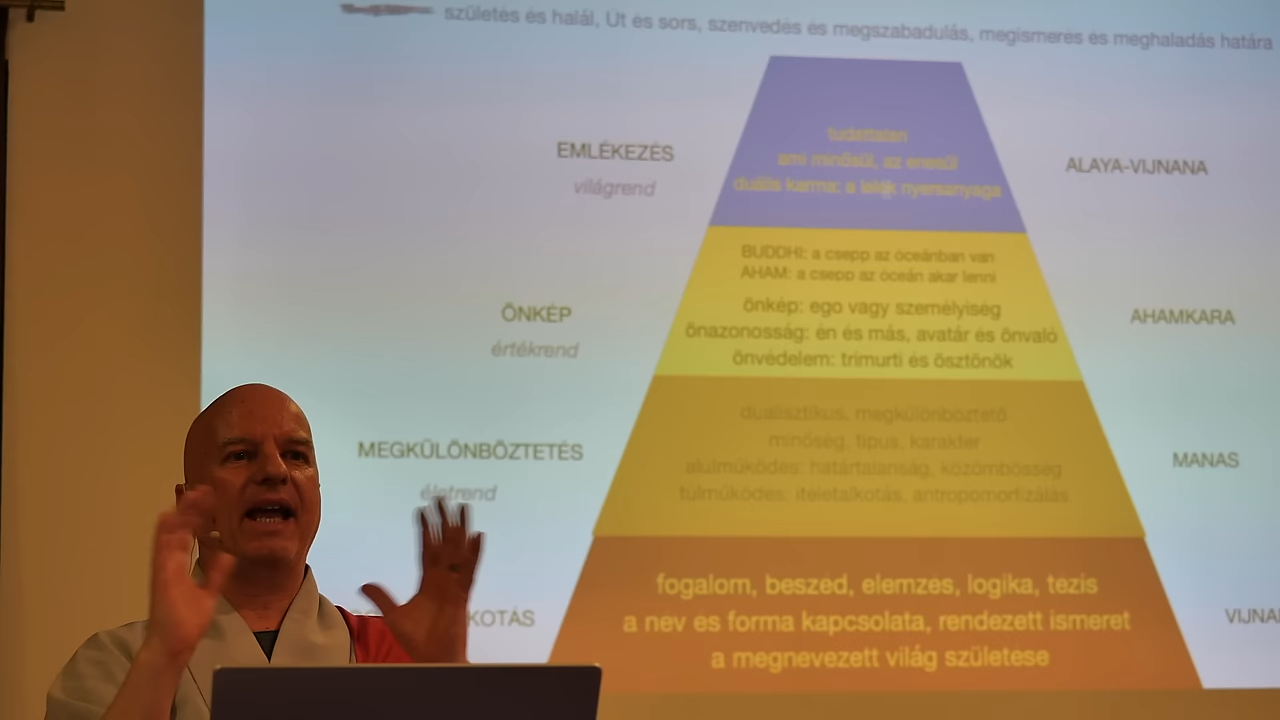 születés és halál, Út és sors, szenvedés és megszabadulás, megismerés és meghaladás határa
EMLÉKEZÉS
világrend
tudattalan
ami minősül, az énesül
duális karma: a lélek nyersanyaga
ALAYA-VIJNANA
BUDDHI: a csepp az óceánban van
AHAM: a csepp az óceán akar lenni
ÖNKÉP
értékrend
önkép: ego vagy személyiség
önazonosság: én és más, avatár és önvaló
önvédelem: trimurti és ösztönök
AHAMKARA
MEGKÜLÖNBÖZTETÉS
életrend
dualisztikus, megkülönböztető
minőség, típus, karakter
alulműködés: határtalanság, közömbösség
túlműködés: ítéletalkotás, antropomorfizálás
MANAS
KOTÁS
fogalom, beszéd, elemzés, logika, tézis
a név és forma kapcsolata, rendezett ismeret
a megnevezett világ születése
VIJNA